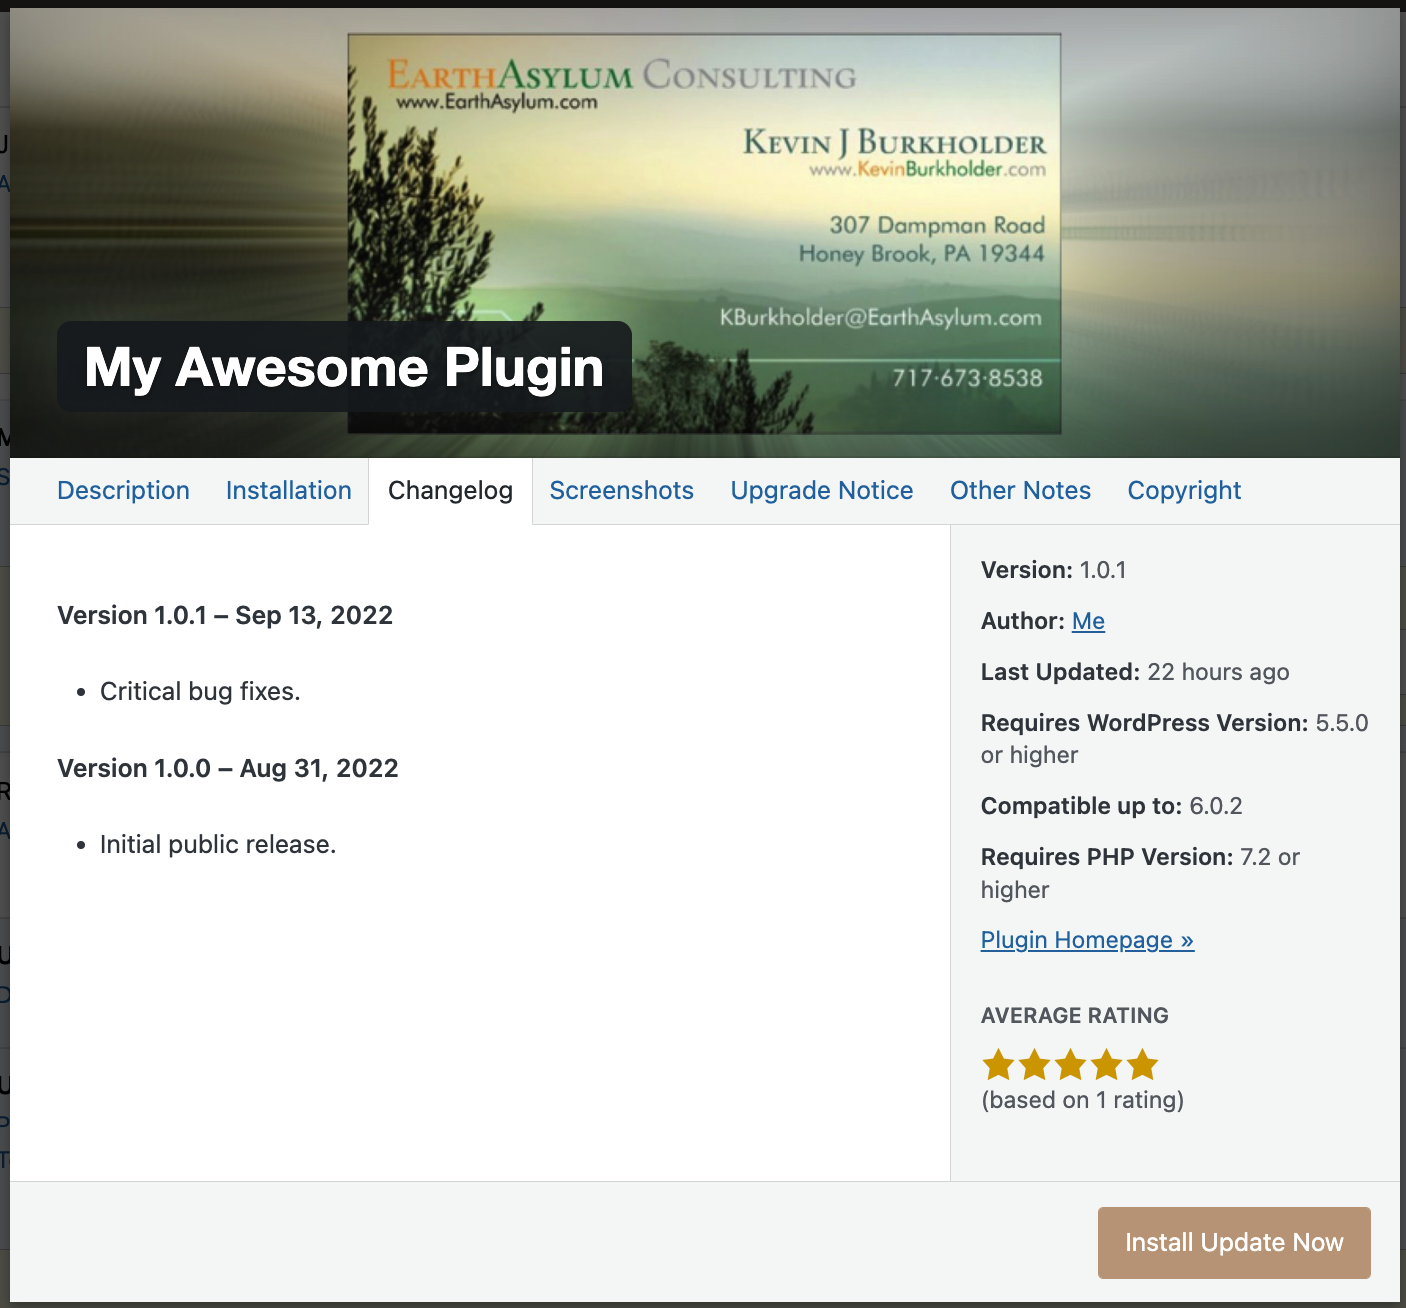 EARTHASYLUM CONSULTING
www.EarthAsylum.com
KEVIN J BURKHOLDER
www.KevinBurkholder.com
307 Dampman Road
Honey Brook, PA 19344
KBurkholder@EarthAsylum.com
717·673·8538
My Awesome Plugin
Description Installation Changelog Screenshots Upgrade Notice Other Notes Copyright
Version 1.0.1 – Sep 13, 2022
• Critical bug fixes.
Version 1.0.0 – Aug 31, 2022
• Initial public release.
Version: 1.0.1
Author: Me
Last Updated: 22 hours ago
Requires WordPress Version: 5.5.0
or higher
Compatible up to: 6.0.2
Requires PHP Version: 7.2 or
higher
Plugin Homepage »
AVERAGE RATING
(based on 1 rating)
Install Update Now